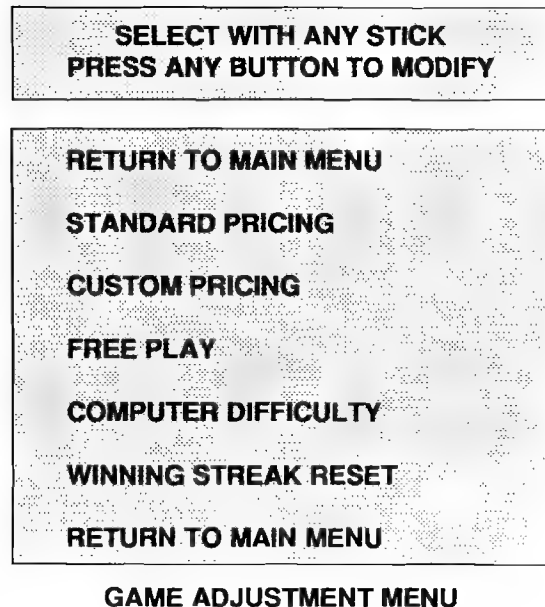 SELECT WITH ANY STICK
PRESS ANY BUTTON TO MODIFY
RETURN TO MAIN MENU
STANDARD PRICING
CUSTOM PRICING
FREE PLAY
COMPUTER DIFFICULTY
WINNING STREAK RESET
RETURN TO MAIN MENU
GAME ADJUSTMENT MENU